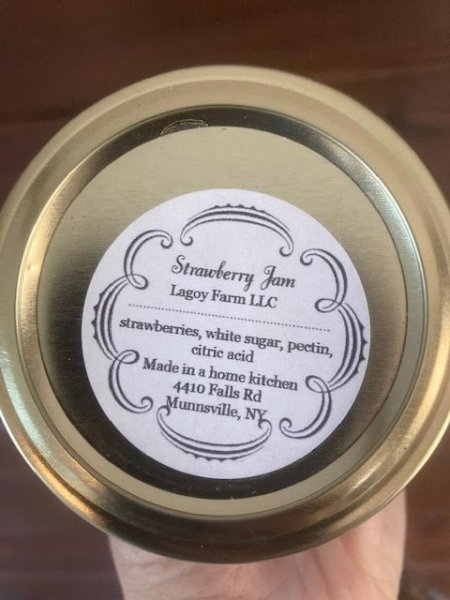 Strawberry Jam
Lagoy Farm LLC
strawberries, white sugar, pectin,
citric acid
Made in a home kitchen
4410 Falls Rd
Munnsville, NY